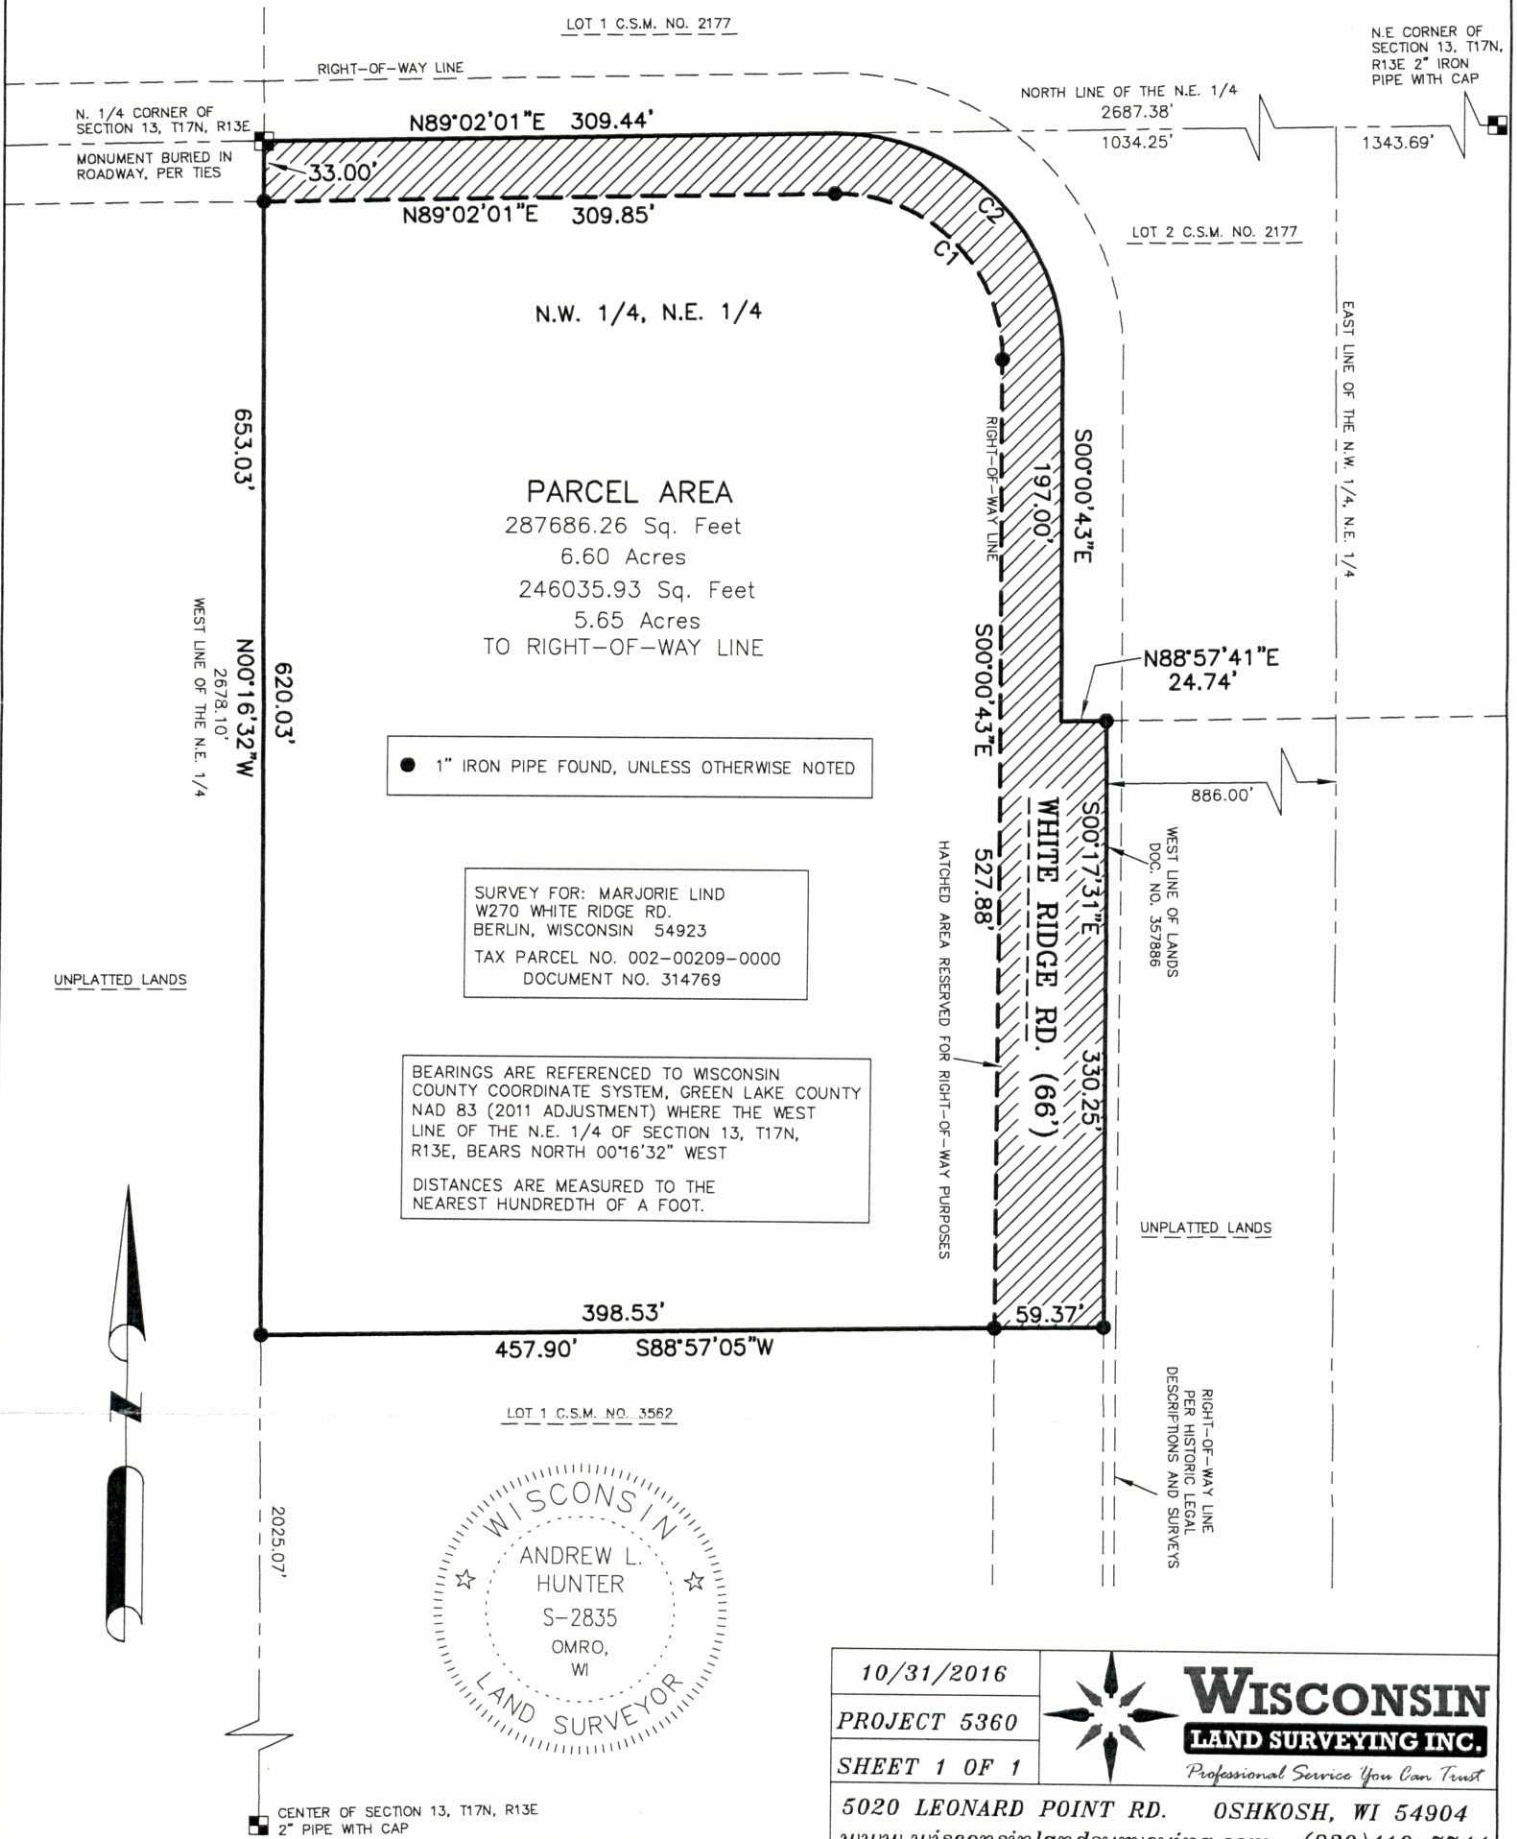 LOT 1 C.S.M. NO. 2177
N.E CORNER OF
SECTION 13, T17N,
R13E 2" IRON
PIPE WITH CAP
RIGHT-OF-WAY LINE
NORTH LINE OF THE N.E. 1/4
2687.38'
1034.25'
1343.69'
N. 1/4 CORNER OF
SECTION 13, T17N, R13E
MONUMENT BURIED IN
ROADWAY, PER TIES
N89°02'01"E 309.44'
33.00'
N89°02'01"E 309.85'
C2
C1
LOT 2 C.S.M. NO. 2177
N.W. 1/4, N.E. 1/4
EAST LINE OF THE N.W. 1/4, N.E. 1/4
653.03'
S00°00'43"E
197.00'
RIGHT-OF-WAY LINE
PARCEL AREA
287686.26 Sq. Feet
6.60 Acres
246035.93 Sq. Feet
5.65 Acres
TO RIGHT-OF-WAY LINE
WEST LINE OF THE N.E. 1/4
2678.10'
N00°16'32"W
620.03'
S00°00'43"E
527.88'
N88°57'41"E
24.74'
● 1" IRON PIPE FOUND, UNLESS OTHERWISE NOTED
886.00'
WHITE RIDGE RD. (66')
S00°17'31"E
330.25'
WEST LINE OF LANDS
DOC. NO. 357886
HATCHED AREA RESERVED FOR RIGHT-OF-WAY PURPOSES
SURVEY FOR: MARJORIE LIND
W270 WHITE RIDGE RD.
BERLIN, WISCONSIN 54923
TAX PARCEL NO. 002-00209-0000
DOCUMENT NO. 314769
UNPLATTED LANDS
BEARINGS ARE REFERENCED TO WISCONSIN
COUNTY COORDINATE SYSTEM, GREEN LAKE COUNTY
NAD 83 (2011 ADJUSTMENT) WHERE THE WEST
LINE OF THE N.E. 1/4 OF SECTION 13, T17N,
R13E, BEARS NORTH 00°16'32" WEST
DISTANCES ARE MEASURED TO THE
NEAREST HUNDREDTH OF A FOOT.
UNPLATTED LANDS
398.53'
59.37'
457.90' S88°57'05"W
LOT 1 C.S.M. NO. 3562
RIGHT-OF-WAY LINE
PER HISTORIC LEGAL
DESCRIPTIONS AND SURVEYS
N
2025.07'
WISCONSIN
ANDREW L.
HUNTER
S-2835
OMRO,
WI
LAND SURVEYOR
10/31/2016
PROJECT 5360
SHEET 1 OF 1
WISCONSIN
LAND SURVEYING INC.
Professional Service You Can Trust
5020 LEONARD POINT RD. OSHKOSH, WI 54904
CENTER OF SECTION 13, T17N, R13E
2" PIPE WITH CAP